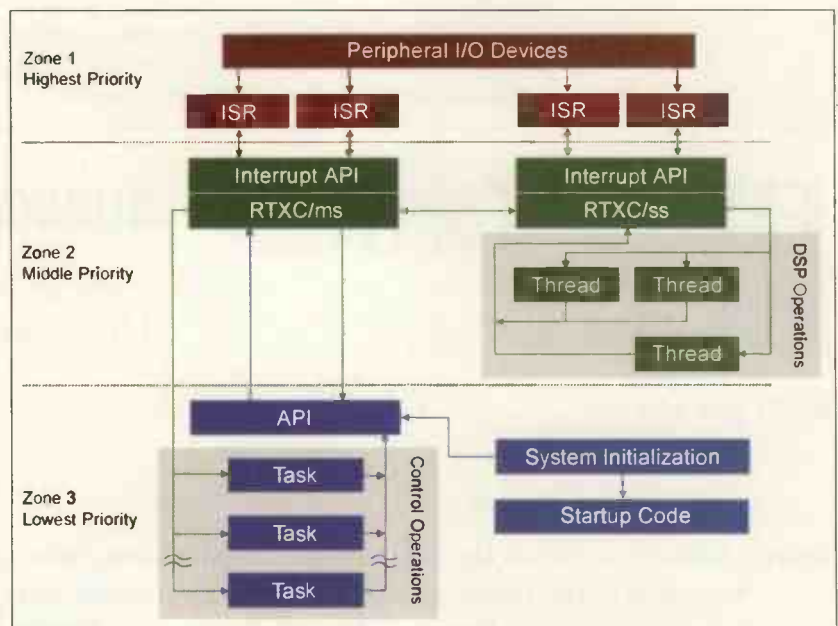 Zone 1
Highest Priority
Peripheral I/O Devices
ISR
ISR
ISR
ISR
Zone 2
Middle Priority
Interrupt API
RTXC/ms
Interrupt API
RTXC/ss
Thread
Thread
Thread
DSP Operations
Zone 3
Lowest Priority
API
Task
Task
Task
Control Operations
System Initialization
Startup Code